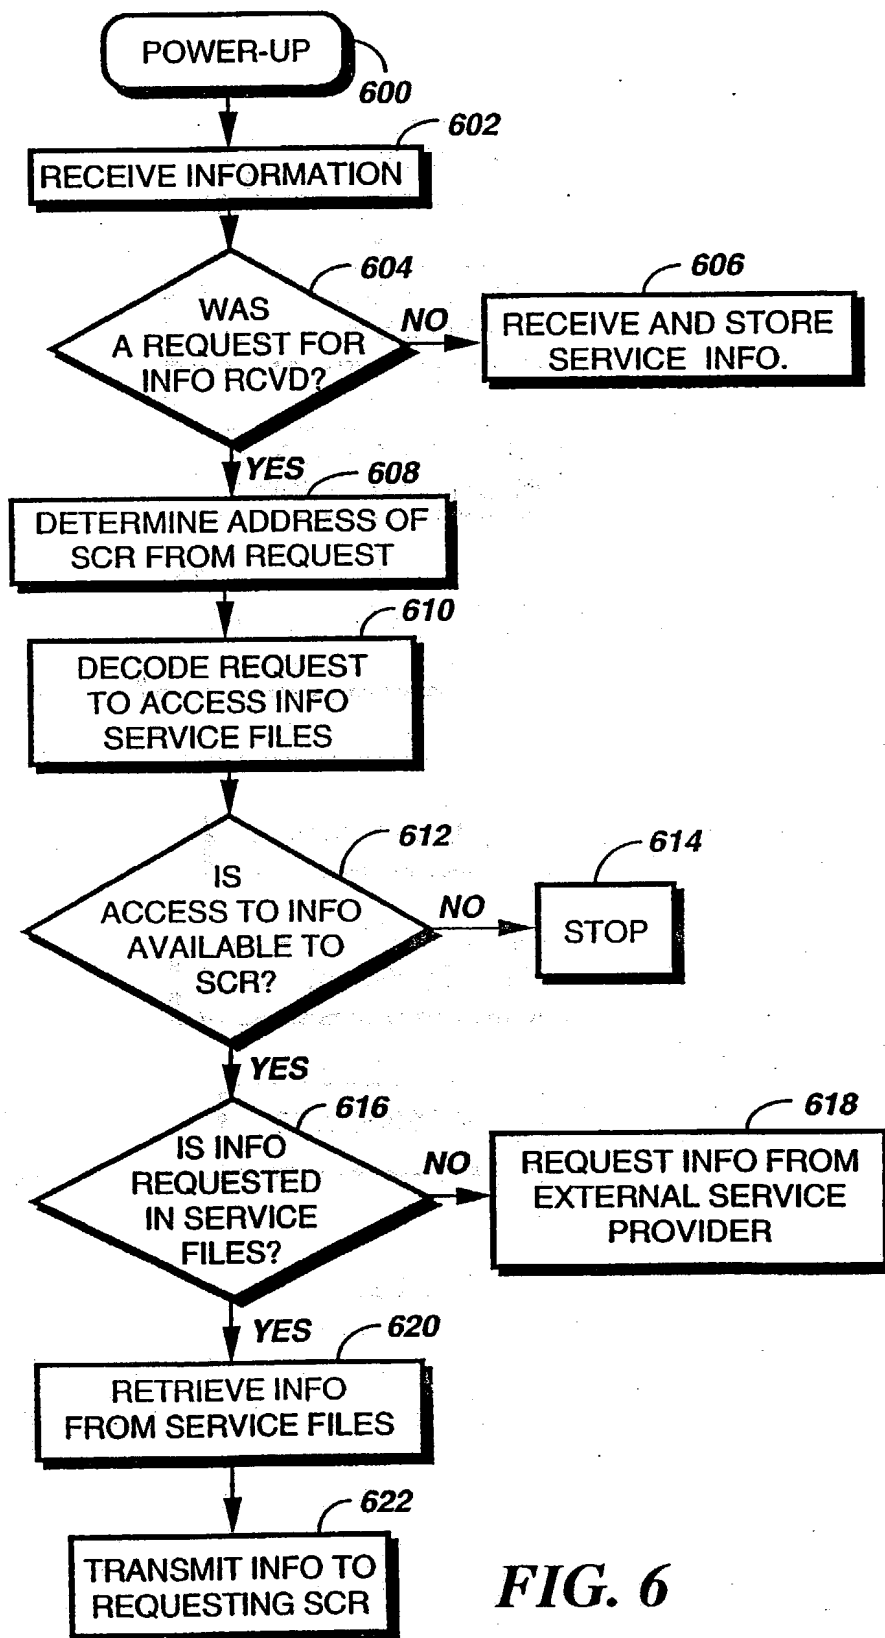 POWER-UP
600
602
RECEIVE INFORMATION
604
WAS
A REQUEST FOR
INFO RCVD?
NO
606
RECEIVE AND STORE
SERVICE INFO.
YES
608
DETERMINE ADDRESS OF
SCR FROM REQUEST
610
DECODE REQUEST
TO ACCESS INFO
SERVICE FILES
612
IS
ACCESS TO INFO
AVAILABLE TO
SCR?
NO
614
STOP
YES
616
IS INFO
REQUESTED
IN SERVICE
FILES?
NO
618
REQUEST INFO FROM
EXTERNAL SERVICE
PROVIDER
YES
620
RETRIEVE INFO
FROM SERVICE FILES
622
TRANSMIT INFO TO
REQUESTING SCR
FIG. 6